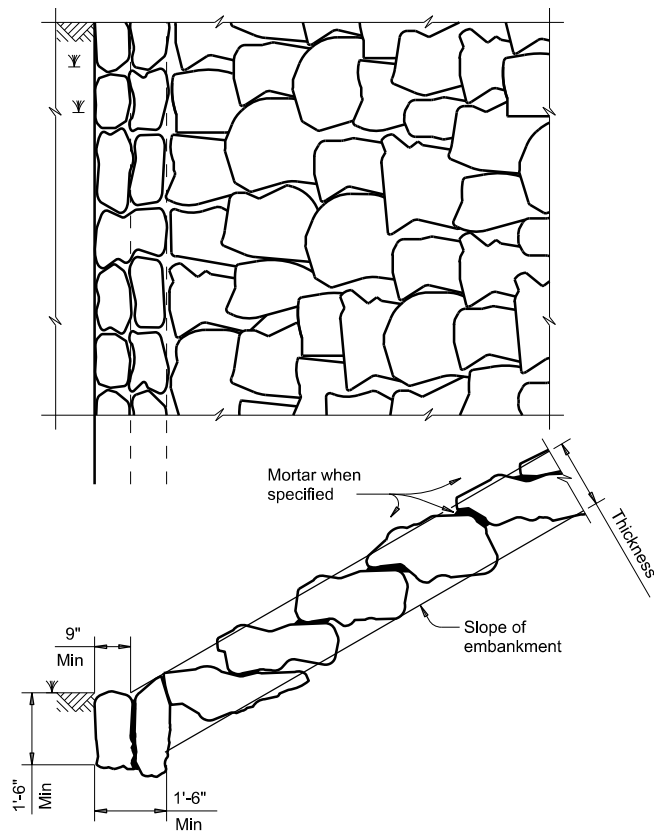 Mortar when
specified
Thickness
Slope of
embankment
9"
Min
1'-6"
Min
1'-6"
Min